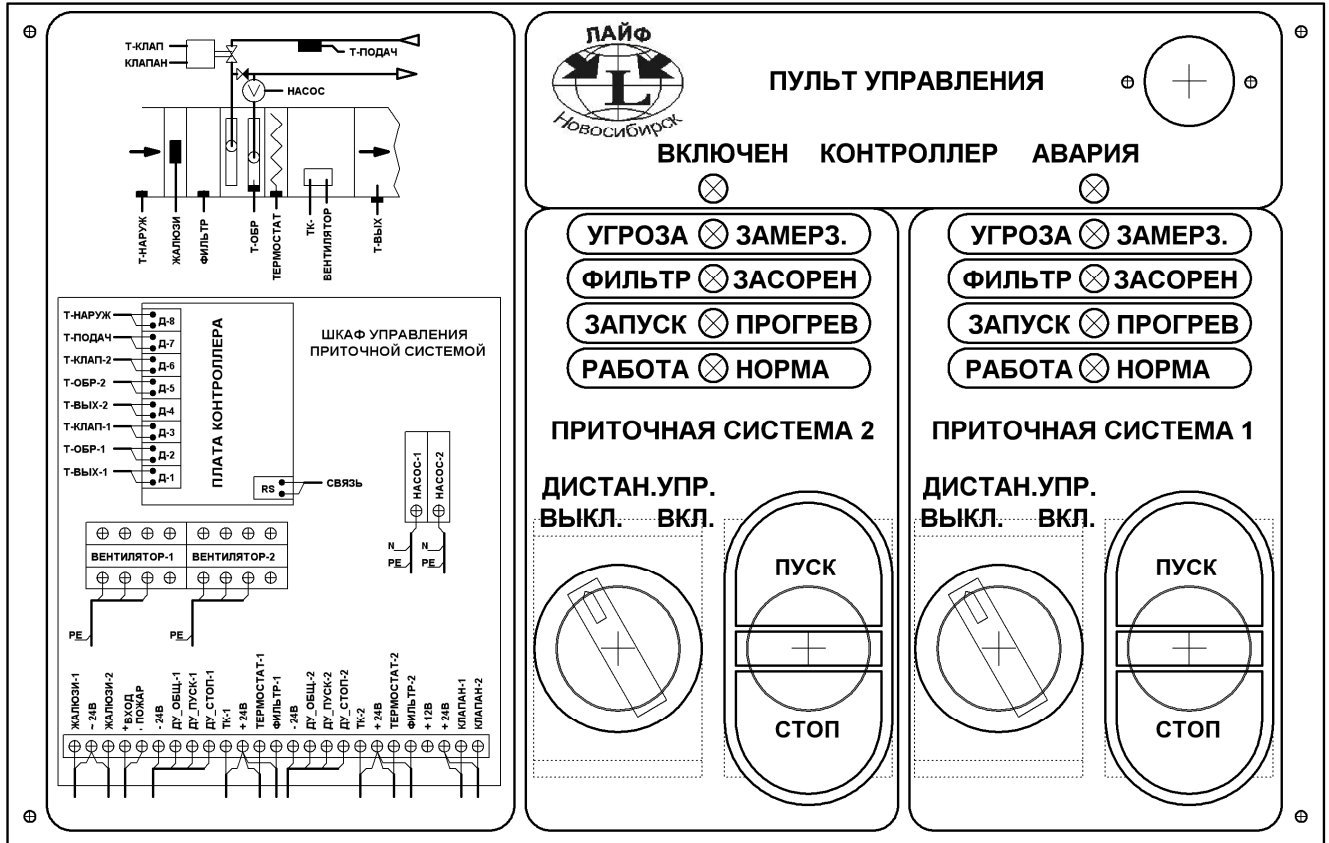 Т-КЛАП
КЛАПАН
Т-ПОДАЧ
НАСОС
Т-НАРУЖ
ЖАЛЮЗИ
ФИЛЬТР
Т-ОБР
ТЕРМОСТАТ
ТК-
ВЕНТИЛЯТОР
Т-ВЫХ
ШКАФ УПРАВЛЕНИЯ
ПРИТОЧНОЙ СИСТЕМОЙ
ПЛАТА КОНТРОЛЛЕРА
Т-НАРУЖ Д-8
Т-ПОДАЧ Д-7
Т-КЛАП-2 Д-6
Т-ОБР-2 Д-5
Т-ВЫХ-2 Д-4
Т-КЛАП-1 Д-3
Т-ОБР-1 Д-2
Т-ВЫХ-1 Д-1
RS СВЯЗЬ
НАСОС-1
НАСОС-2
N N
PE PE
ВЕНТИЛЯТОР-1 ВЕНТИЛЯТОР-2
PE PE
ЖАЛЮЗИ-1
~ 24В
ЖАЛЮЗИ-2
+ВХОД
- ПОЖАР
- 24В
ДУ_ОБЩ-1
ДУ_ПУСК-1
ДУ_СТОП-1
ТК-1
+ 24В
ТЕРМОСТАТ-1
ФИЛЬТР-1
- 24В
ДУ_ОБЩ-2
ДУ_ПУСК-2
ДУ_СТОП-2
ТК-2
+ 24В
ТЕРМОСТАТ-2
ФИЛЬТР-2
+ 12В
+ 24В
КЛАПАН-1
КЛАПАН-2
ЛАЙФ
L
Новосибирск
ПУЛЬТ УПРАВЛЕНИЯ
ВКЛЮЧЕН КОНТРОЛЛЕР АВАРИЯ
УГРОЗА ЗАМЕРЗ.
ФИЛЬТР ЗАСОРЕН
ЗАПУСК ПРОГРЕВ
РАБОТА НОРМА
ПРИТОЧНАЯ СИСТЕМА 2
ДИСТАН.УПР.
ВЫКЛ. ВКЛ.
ПУСК
СТОП
УГРОЗА ЗАМЕРЗ.
ФИЛЬТР ЗАСОРЕН
ЗАПУСК ПРОГРЕВ
РАБОТА НОРМА
ПРИТОЧНАЯ СИСТЕМА 1
ДИСТАН.УПР.
ВЫКЛ. ВКЛ.
ПУСК
СТОП